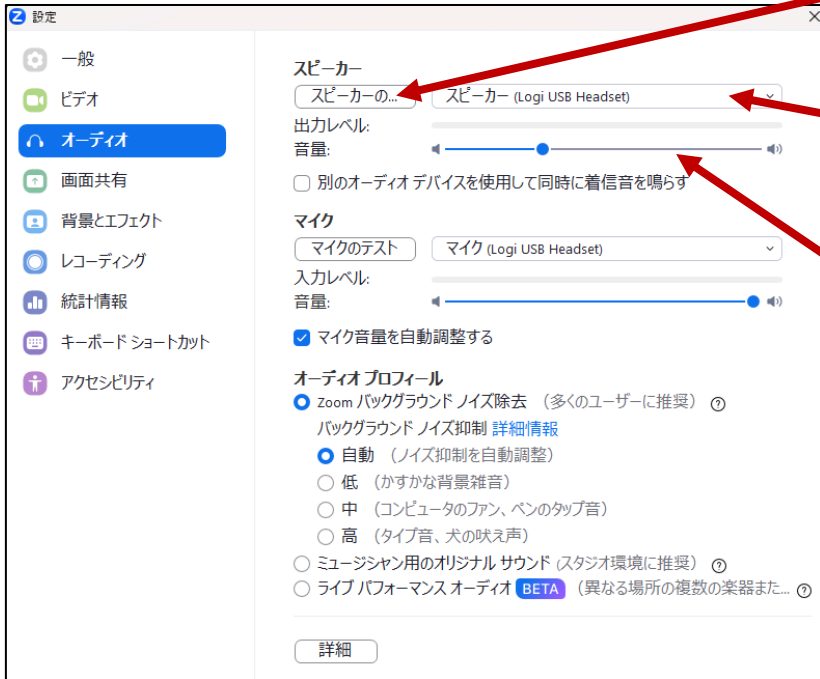 設定
一般
ビデオ
オーディオ
画面共有
背景とエフェクト
レコーディング
統計情報
キーボード ショートカット
アクセシビリティ
スピーカー
スピーカーの... スピーカー (Logi USB Headset)
出力レベル:
音量:
別のオーディオ デバイスを使用して同時に着信音を鳴らす
マイク
マイクのテスト マイク (Logi USB Headset)
入力レベル:
音量:
マイク音量を自動調整する
オーディオ プロフィール
Zoom バックグラウンド ノイズ除去 (多くのユーザーに推奨)
バックグラウンド ノイズ抑制 詳細情報
自動 (ノイズ抑制を自動調整)
低 (かすかな背景雑音)
中 (コンピュータのファン、ペンのタップ音)
高 (タイプ音、犬の吠え声)
ミュージシャン用のオリジナル サウンド (スタジオ環境に推奨)
ライブ パフォーマンス オーディオ BETA (異なる場所の複数の楽器また...
詳細